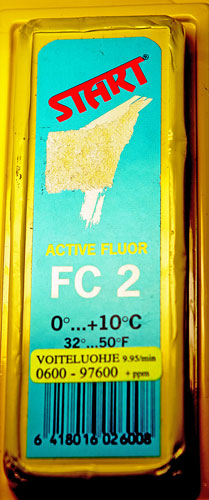 START®
ACTIVE FLUOR
FC 2
0°...+10°C
32°...50°F
VOITELUOHJE 9.95/min
0600 - 97600 + ppm
6 418016 026008